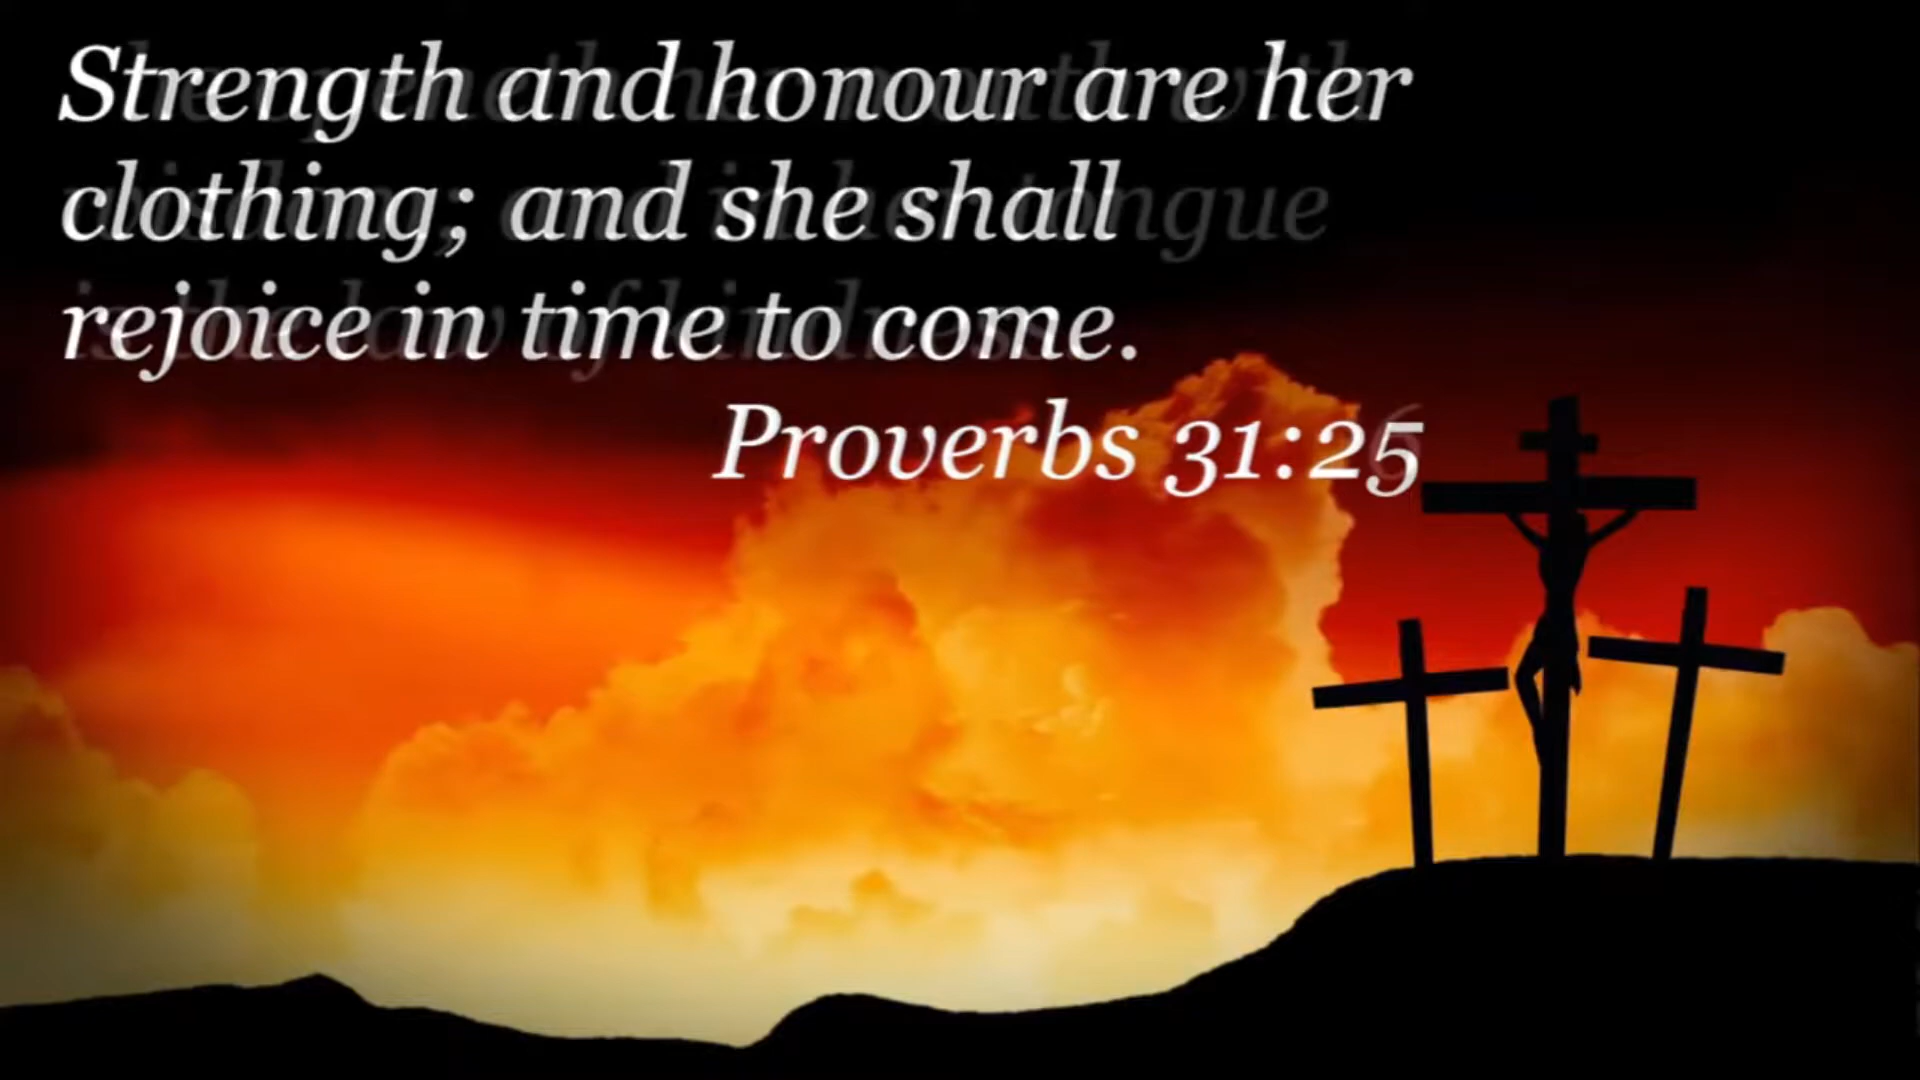 Strength and honour are her
clothing; and she shall
rejoice in time to come.
Proverbs 31:25